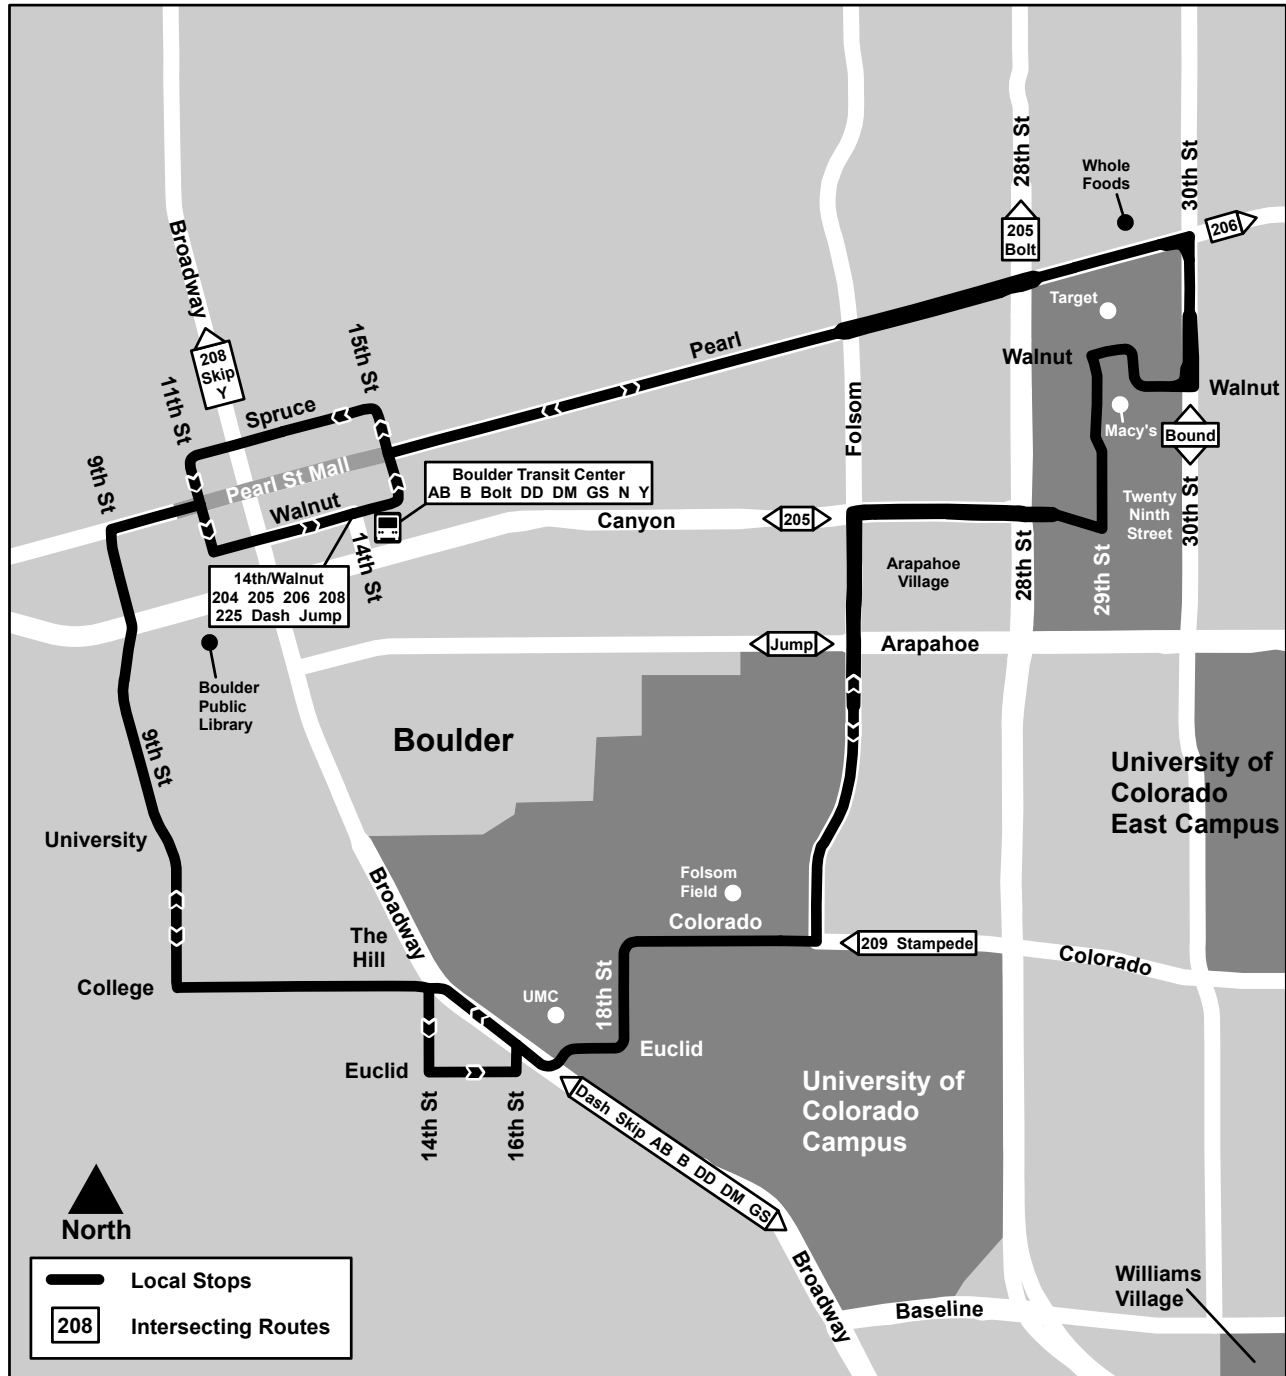 28th St
30th St
Whole
Foods
206
205
Bolt
Broadway
Target
208
Skip
Y
15th St
Pearl
Walnut
Walnut
11th St
Spruce
Folsom
Macy's
Bound
9th St
Pearl St Mall
Boulder Transit Center
AB B Bolt DD DM GS N Y
Walnut
Canyon
205
Twenty
Ninth
Street
30th St
14th St
28th St
29th St
Arapahoe
Village
14th/Walnut
204 205 206 208
225 Dash Jump
Jump
Arapahoe
Boulder
Public
Library
Boulder
9th St
University of
Colorado
East Campus
University
Folsom
Field
Broadway
Colorado
The
Hill
209 Stampede
Colorado
College
UMC
18th St
Euclid
Euclid
14th St
16th St
University of
Colorado
Campus
Dash Skip AB B DD DM GS
North
Broadway
Local Stops
208
Intersecting Routes
Baseline
Williams
Village